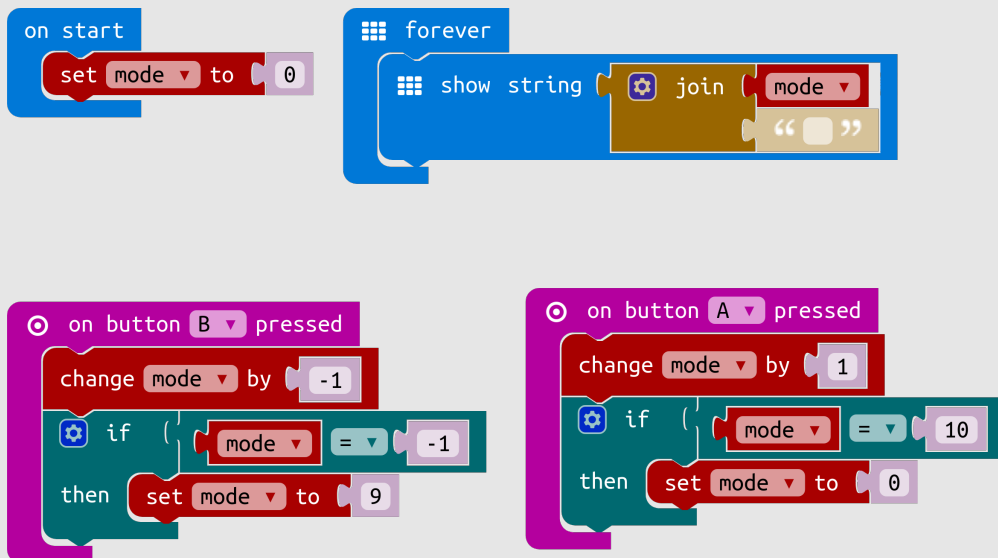 on start
set mode ▾ to 0
forever
show string join mode ▾
“ ”
on button B ▾ pressed
change mode ▾ by -1
if mode ▾ = ▾ -1
then set mode ▾ to 9
on button A ▾ pressed
change mode ▾ by 1
if mode ▾ = ▾ 10
then set mode ▾ to 0